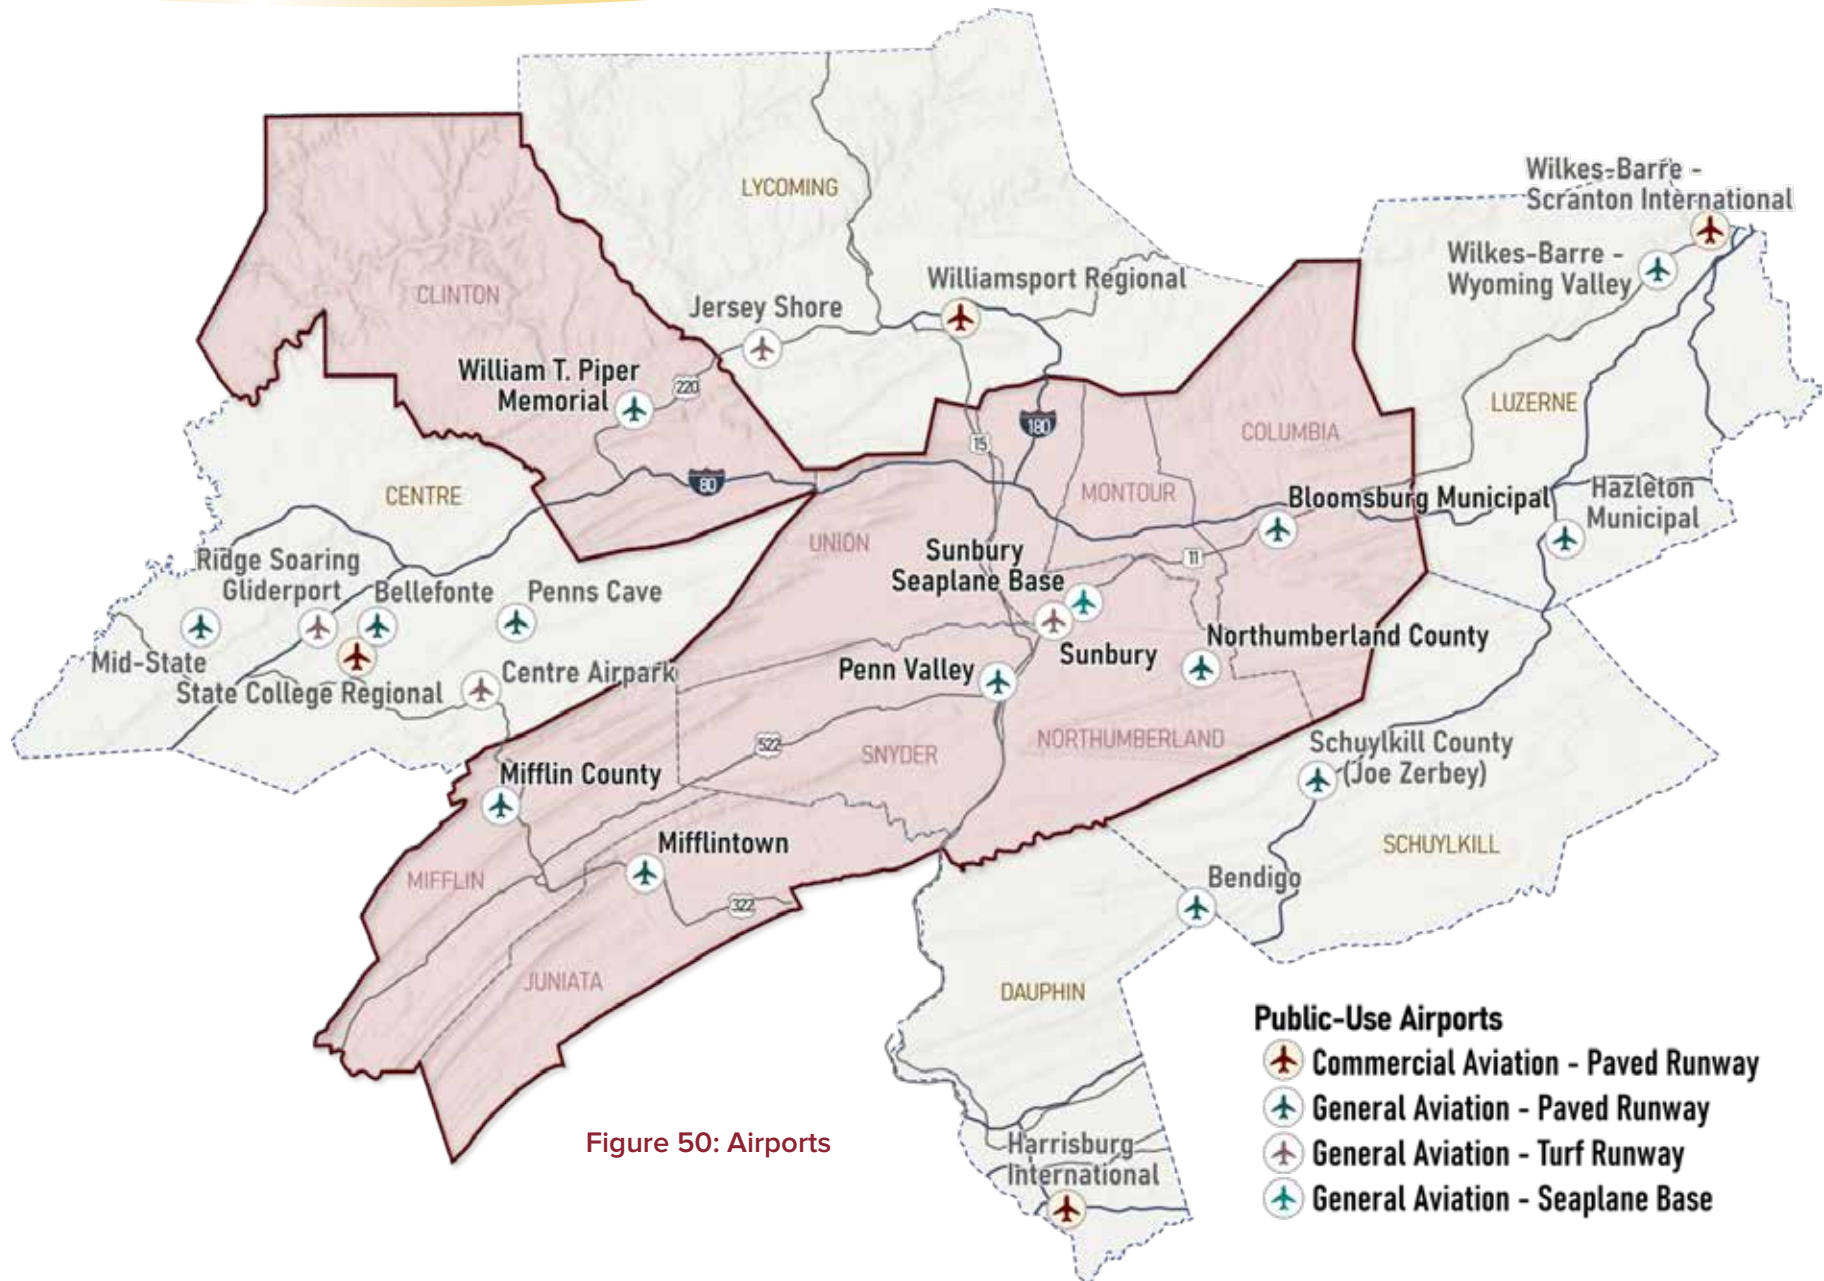 LYCOMING
Wilkes-Barre -
Scranton International
Wilkes-Barre -
Wyoming Valley
Williamsport Regional
Jersey Shore
CLINTON
William T. Piper
Memorial
220
LUZERNE
15
180
COLUMBIA
CENTRE
80
MONTOUR
Bloomsburg Municipal
Hazleton
Municipal
UNION
Sunbury
Seaplane Base
11
Ridge Soaring
Gliderport
Bellefonte
Penns Cave
Mid-State
State College Regional
Centre Airpark
Northumberland County
Sunbury
Penn Valley
522
SNYDER
NORTHUMBERLAND
Schuylkill County
(Joe Zerbey)
Mifflin County
Mifflintown
SCHUYLKILL
MIFFLIN
Bendigo
322
JUNIATA
DAUPHIN
Harrisburg
International
Public-Use Airports
Commercial Aviation - Paved Runway
General Aviation - Paved Runway
General Aviation - Turf Runway
General Aviation - Seaplane Base
Figure 50: Airports